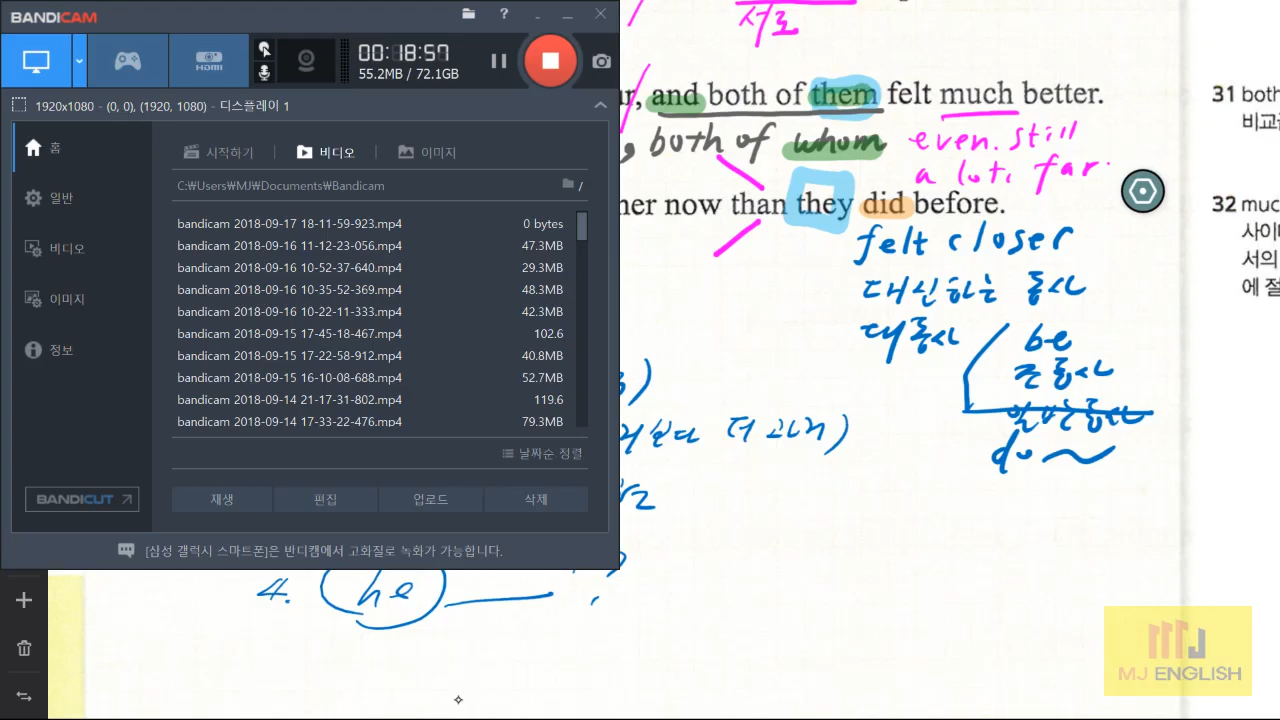 BANDICAM
00:18:57
55.2MB / 72.1GB
1920x1080 - (0, 0), (1920, 1080) - 디스플레이 1
홈
일반
비디오
이미지
정보
시작하기
비디오
이미지
C:₩Users₩MJ₩Documents₩Bandicam
/
bandicam 2018-09-17 18-11-59-923.mp4 0 bytes
bandicam 2018-09-16 11-12-23-056.mp4 47.3MB
bandicam 2018-09-16 10-52-37-640.mp4 29.3MB
bandicam 2018-09-16 10-35-52-369.mp4 48.3MB
bandicam 2018-09-16 10-22-11-333.mp4 42.3MB
bandicam 2018-09-15 17-45-18-467.mp4 102.6
bandicam 2018-09-15 17-22-58-912.mp4 40.8MB
bandicam 2018-09-15 16-10-08-683.mp4 52.7MB
bandicam 2018-09-14 21-17-31-802.mp4 119.6
bandicam 2018-09-14 17-23-22-476.mp4 79.3MB
날짜순 정렬
재생 편집 업로드 삭제
BANDICUT
[삼성 갤럭시 스마트폰]은 반디캠에서 고화질로 녹화가 가능합니다.
서로
and both of them felt much better.
, both of whom
even. still
a lot, far.
now than they did before.
felt closer
대신하는 동사
대동사
be
조동사
일반동사
do
더 고려)
4. he ?
31 both
32 muc
사이
서의
에 절
MJ ENGLISH